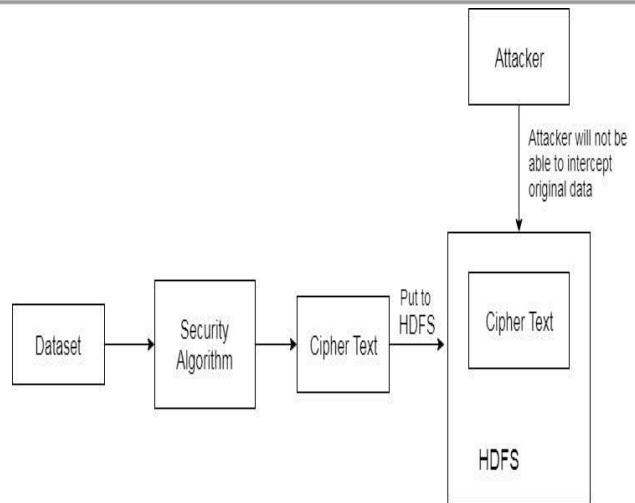 Attacker
Attacker will not be
able to intercept
original data
Dataset
Security
Algorithm
Cipher Text
Put to
HDFS
Cipher Text
HDFS